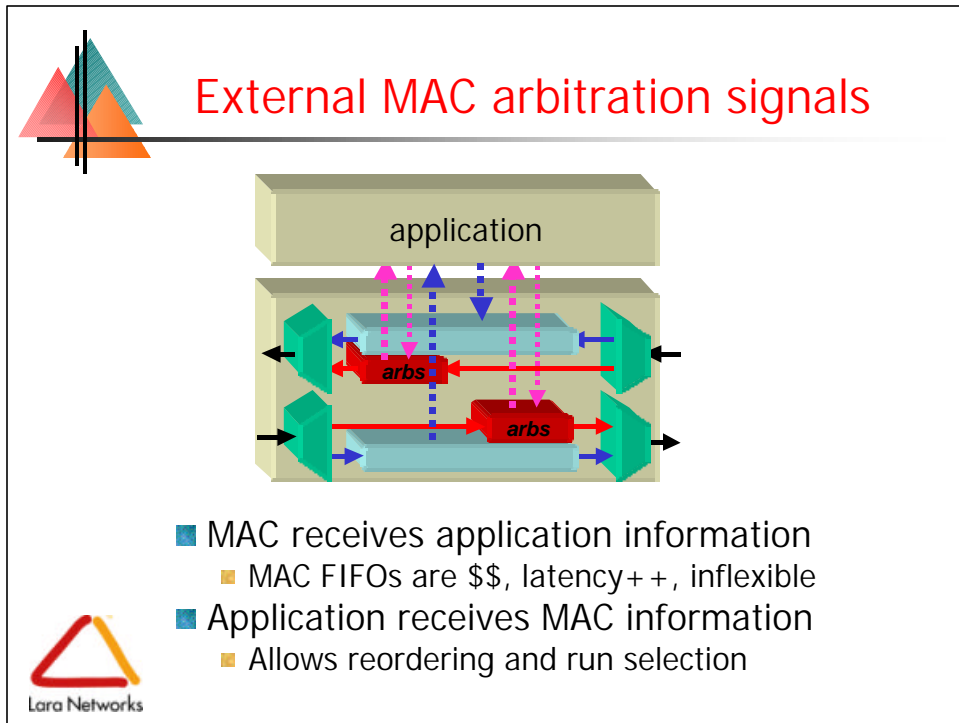 External MAC arbitration signals
application
arbs
arbs
MAC receives application information
MAC FIFOs are $$, latency++, inflexible
Application receives MAC information
Allows reordering and run selection
Lara Networks